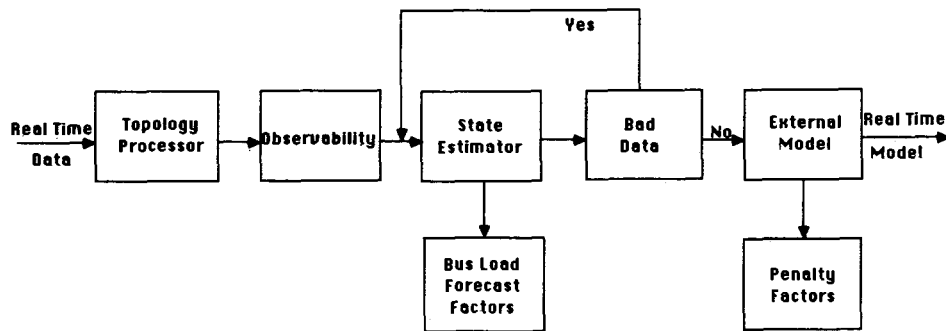 Yes
Real Time
Data
Topology
Processor
Observability
State
Estimator
Bad
Data
No
External
Model
Real Time
Model
Bus Load
Forecast
Factors
Penalty
Factors